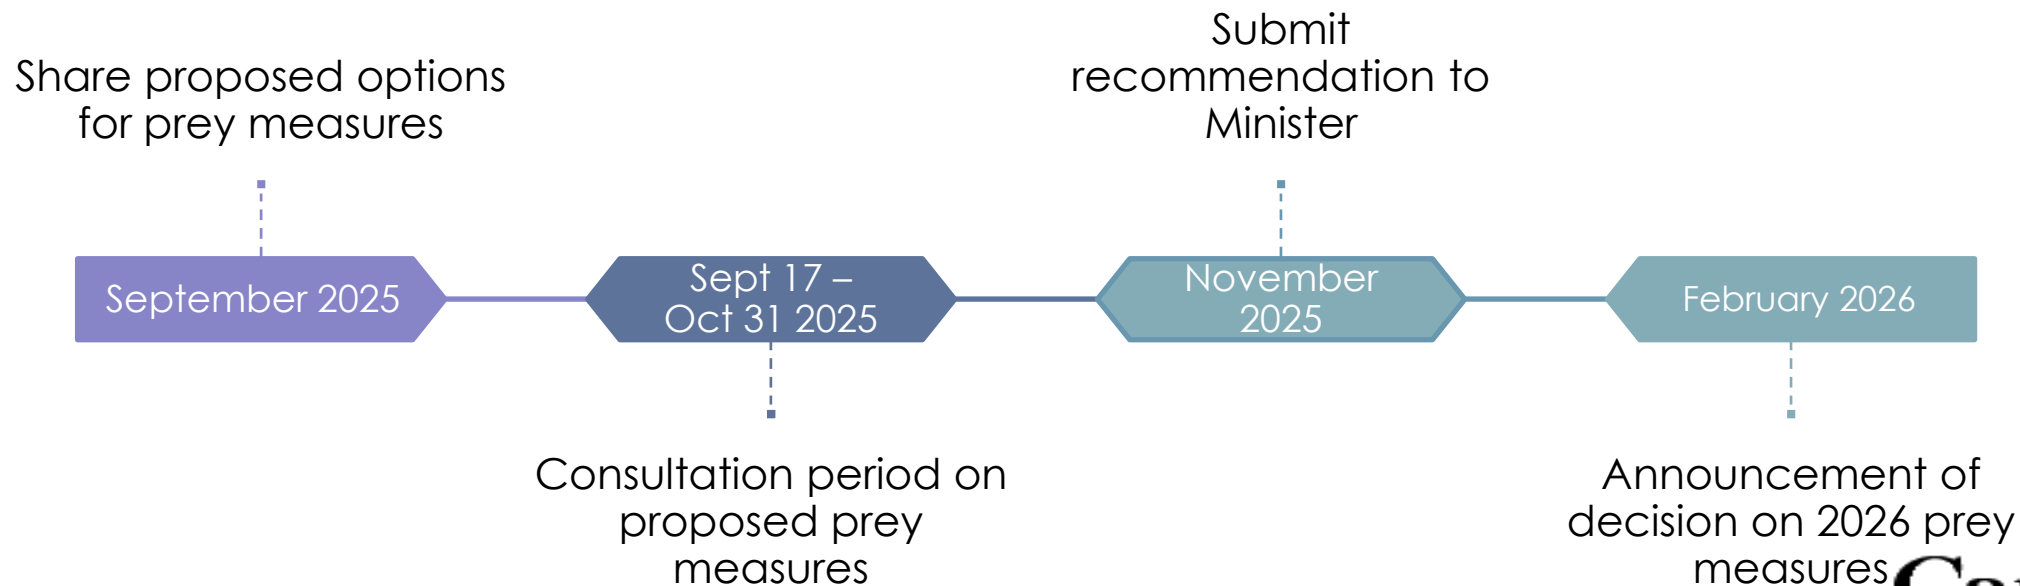 Share proposed options
for prey measures
September 2025
Sept 17 –
Oct 31 2025
Consultation period on
proposed prey
measures
Submit
recommendation to
Minister
November
2025
February 2026
Announcement of
decision on 2026 prey
measures